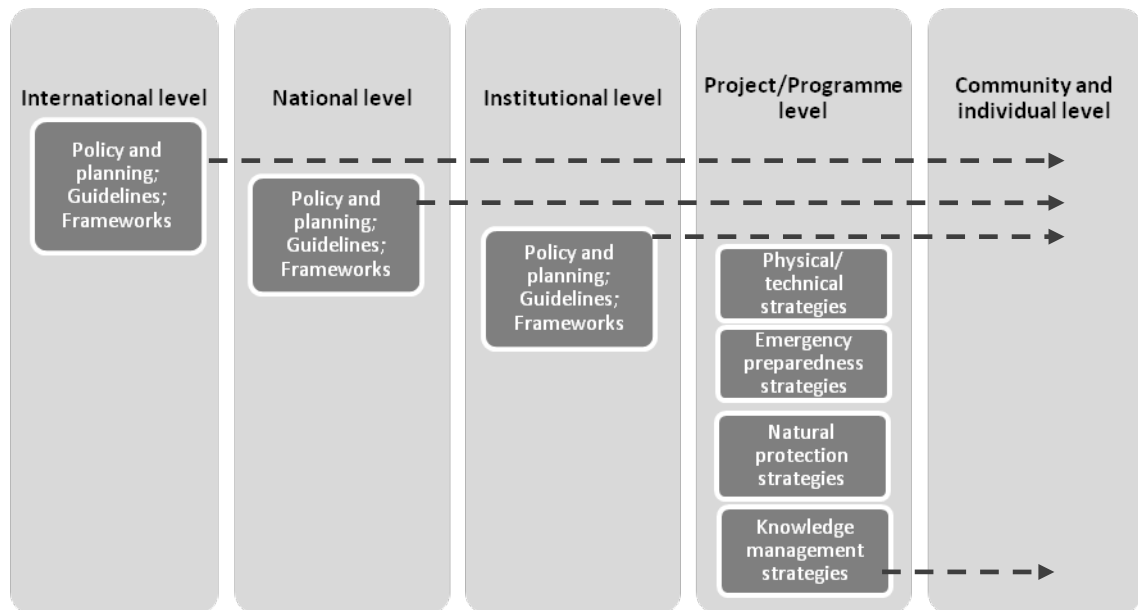 International level
Policy and
planning;
Guidelines;
Frameworks
National level
Policy and
planning;
Guidelines;
Frameworks
Institutional level
Policy and
planning;
Guidelines;
Frameworks
Project/Programme
level
Physical/
technical
strategies
Emergency
preparedness
strategies
Natural
protection
strategies
Knowledge
management
strategies
Community and
individual level